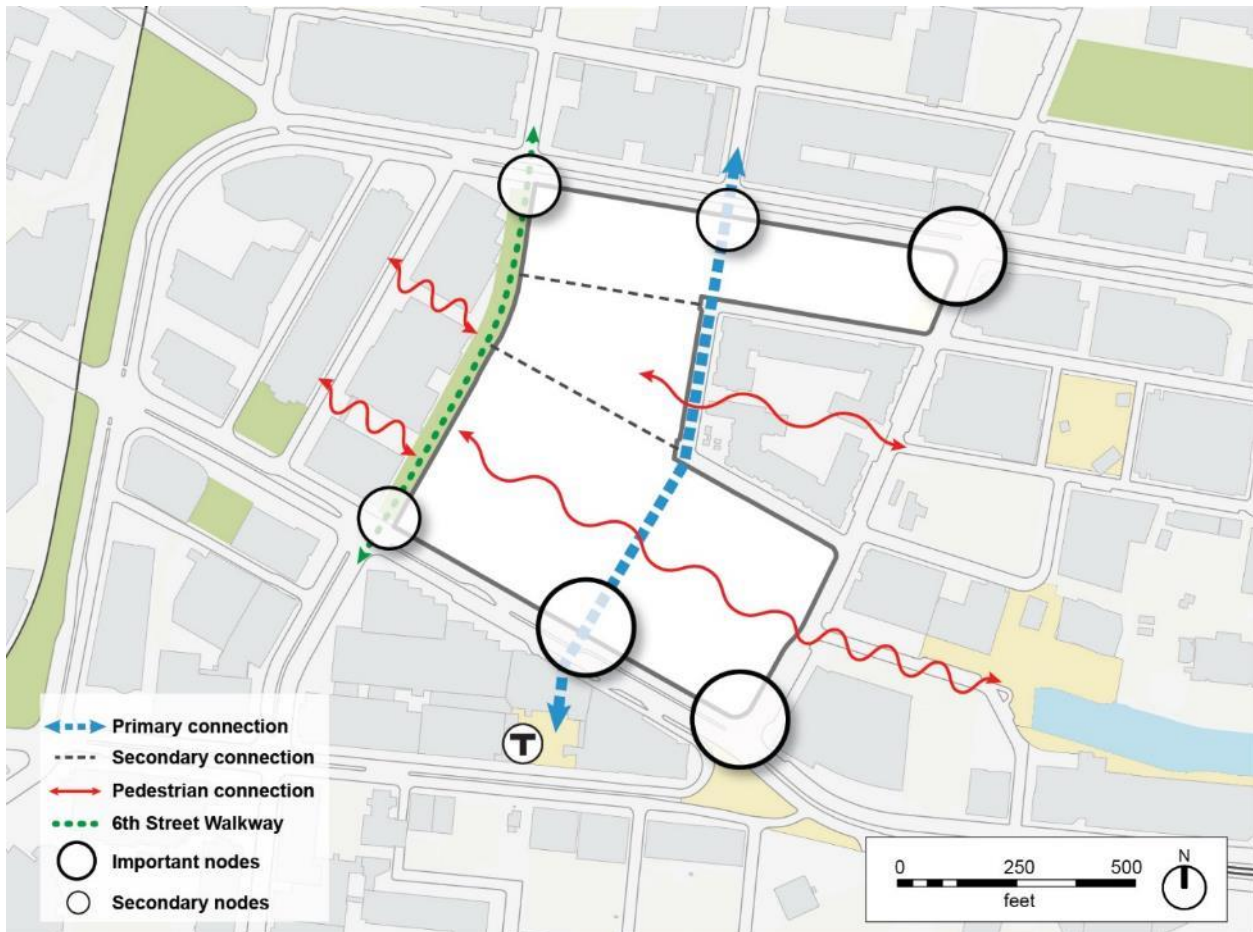 T
Primary connection
Secondary connection
Pedestrian connection
6th Street Walkway
Important nodes
Secondary nodes
0 250 500
feet
N